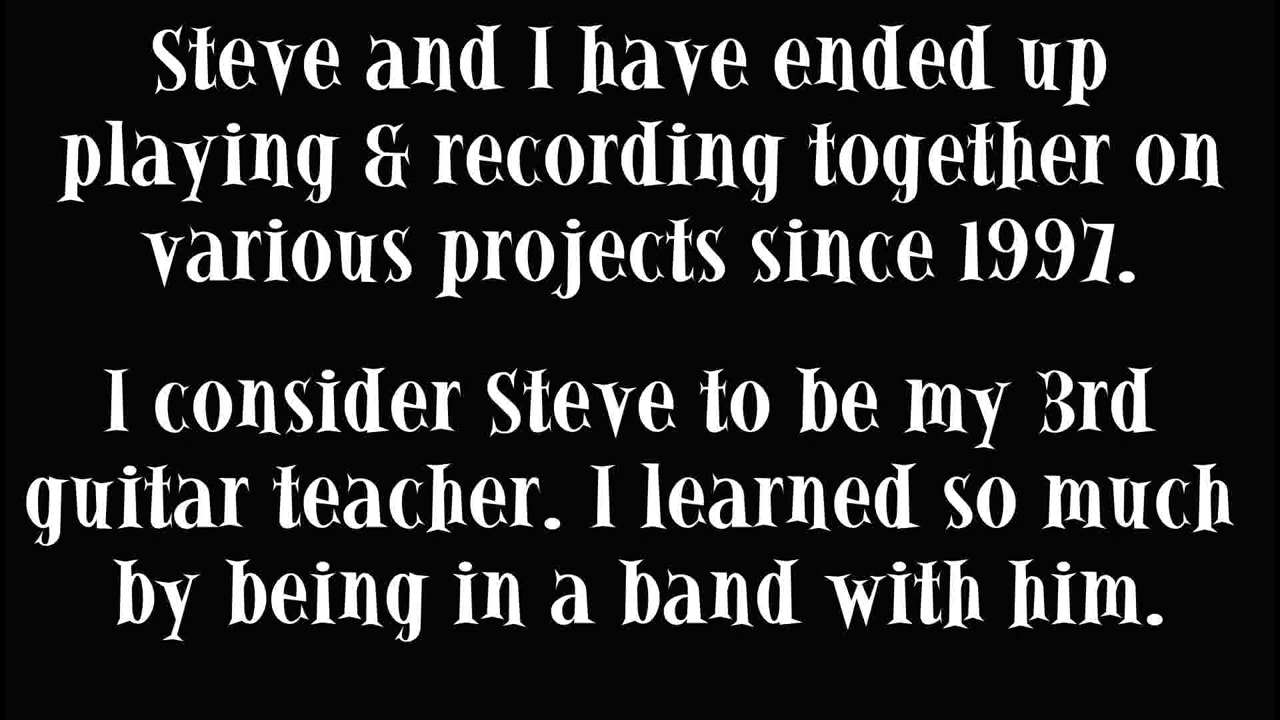 Steve and I have ended up
playing & recording together on
various projects since 1997.
I consider Steve to be my 3rd
guitar teacher. I learned so much
by being in a band with him.